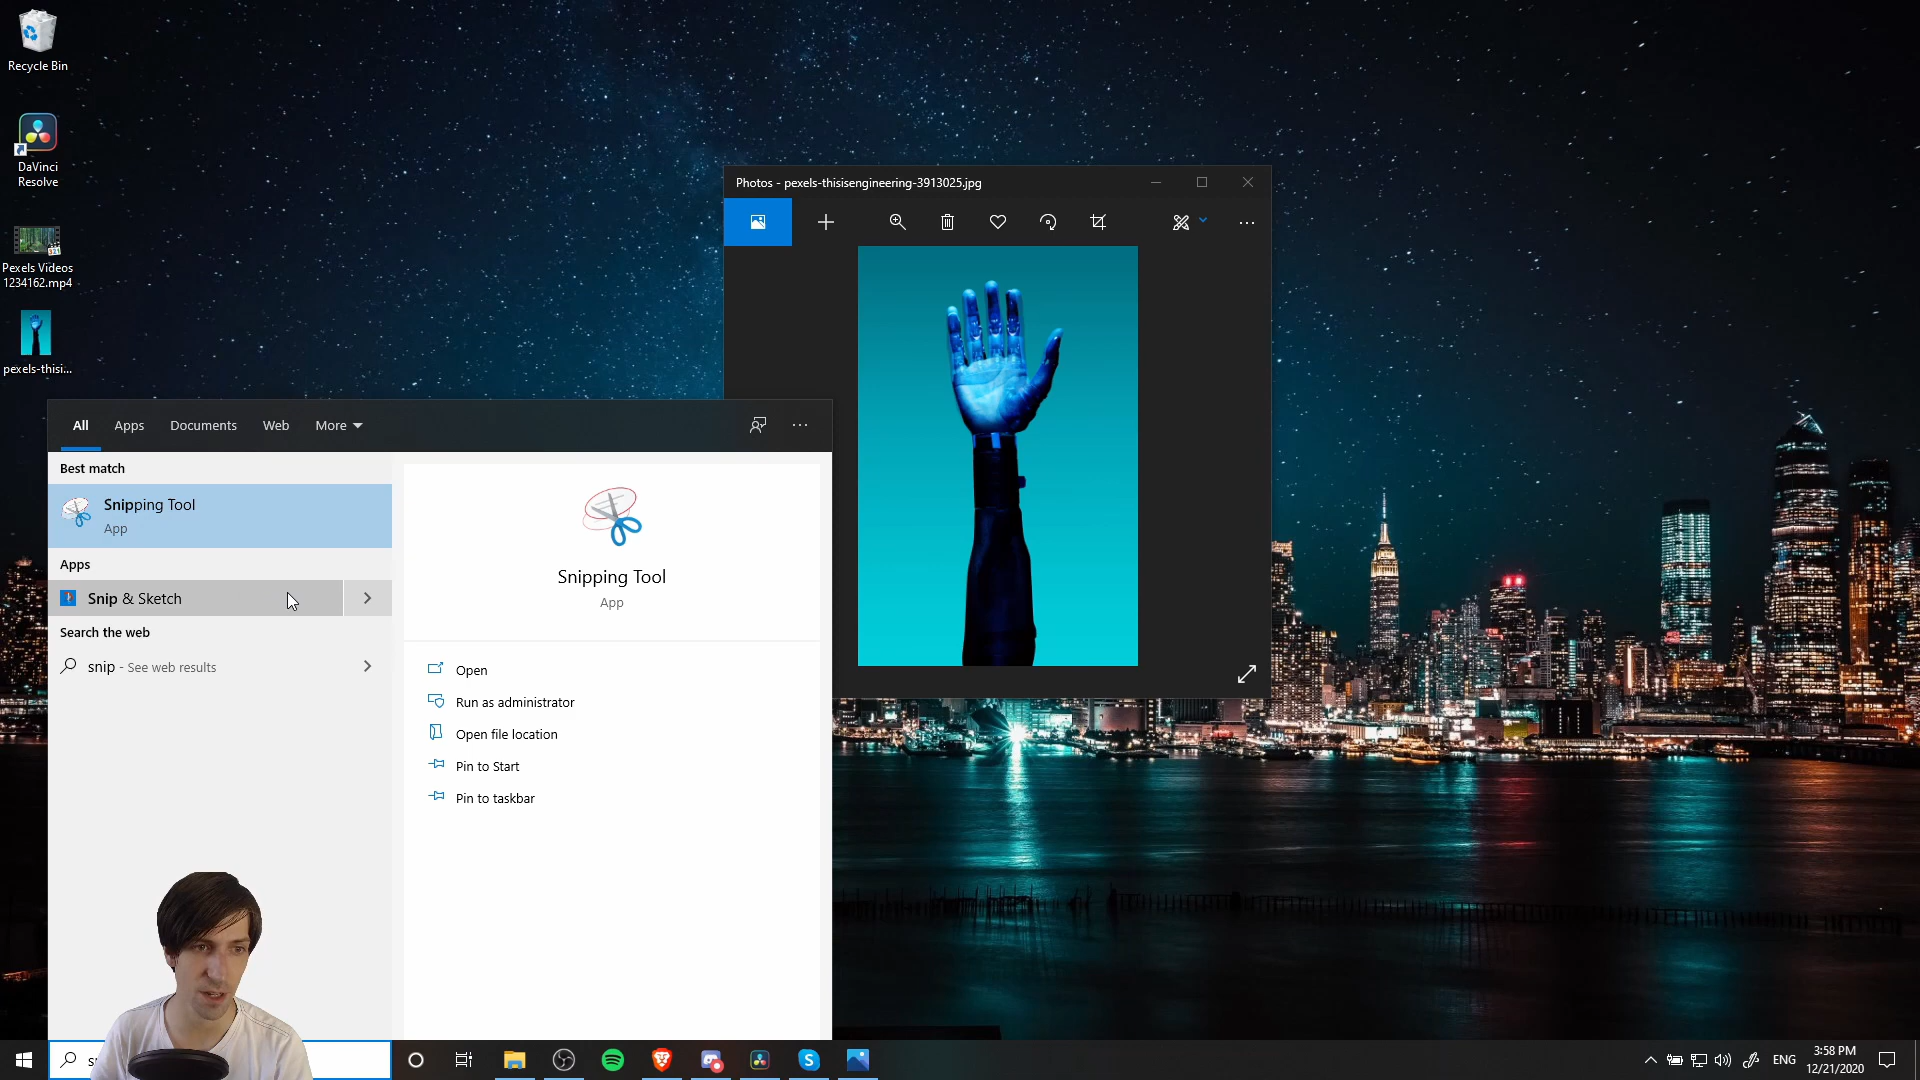 Recycle Bin
DaVinci
Resolve
Pexels Videos
1234162.mp4
pexels-thisi...
Photos - pexels-thisisengineering-3913025.jpg
All
Apps
Documents
Web
More
Best match
Snipping Tool
App
Apps
Snip & Sketch
Search the web
snip - See web results
Snipping Tool
App
Open
Run as administrator
Open file location
Pin to Start
Pin to taskbar
ENG
3:58 PM
12/21/2020